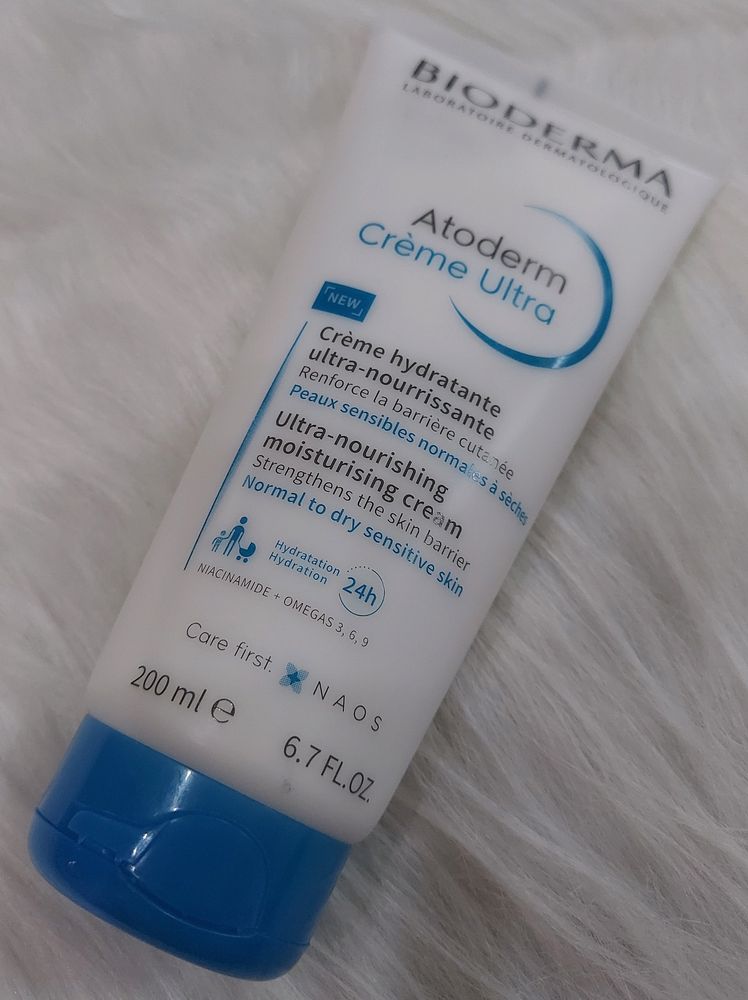 BIODERMA
LABORATOIRE DERMATOLOGIQUE
Atoderm
Crème Ultra
NEW
Crème hydratante
ultra-nourrissante
Renforce la barrière cutanée
Peaux sensibles normales à sèches
Ultra-nourishing
moisturising cream
Strengthens the skin barrier
Normal to dry sensitive skin
Hydratation
Hydration
24h
NIACINAMIDE + OMEGAS 3, 6, 9
Care first.
NAOS
200 ml ℮
6.7 FL.OZ.